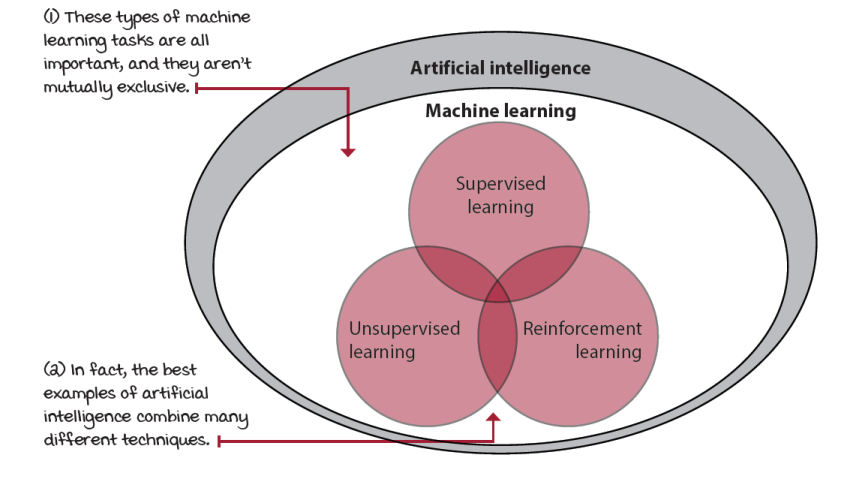 (1) These types of machine
learning tasks are all
important, and they aren't
mutually exclusive.
Artificial intelligence
Machine learning
Supervised
learning
Unsupervised
learning
Reinforcement
learning
(2) In fact, the best
examples of artificial
intelligence combine many
different techniques.